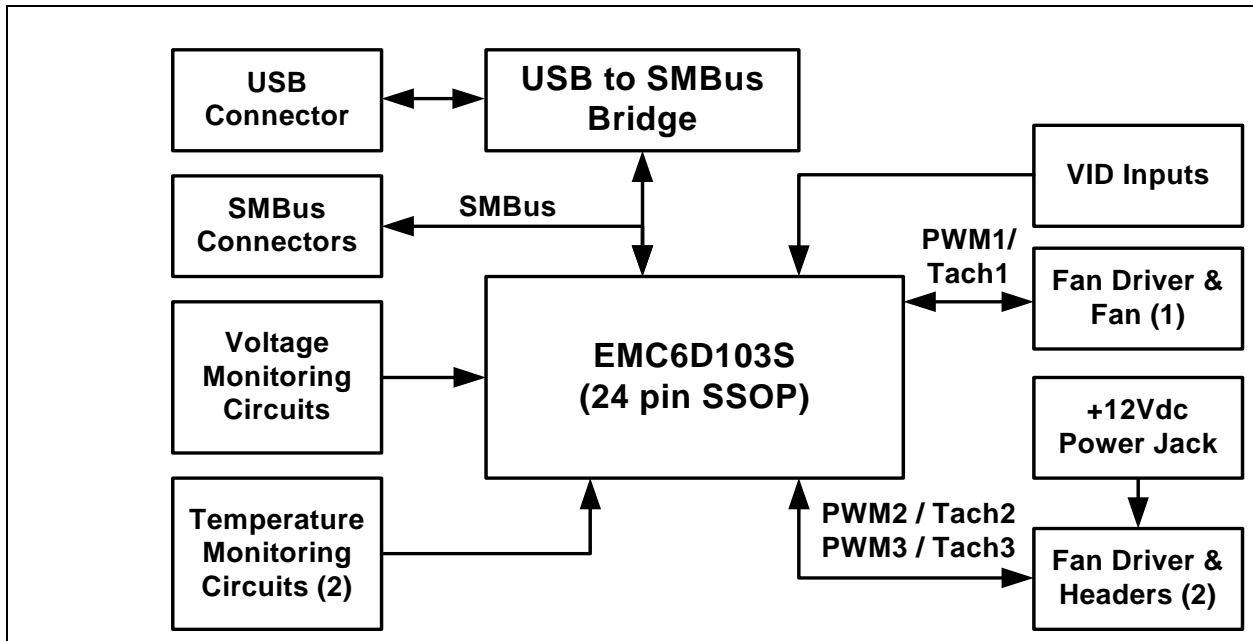 USB
Connector
USB to SMBus
Bridge
SMBus
Connectors
SMBus
VID Inputs
PWM1/
Tach1
Fan Driver &
Fan (1)
Voltage
Monitoring
Circuits
EMC6D103S
(24 pin SSOP)
+12Vdc
Power Jack
Temperature
Monitoring
Circuits (2)
PWM2 / Tach2
PWM3 / Tach3
Fan Driver &
Headers (2)